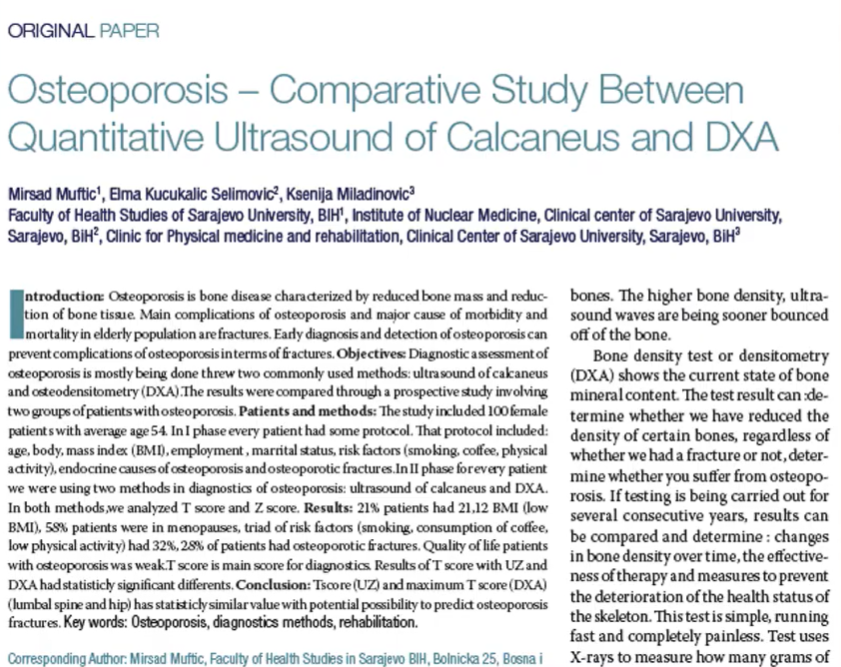 ORIGINAL PAPER
Osteoporosis – Comparative Study Between
Quantitative Ultrasound of Calcaneus and DXA
Mirsad Muftic¹, Elma Kucukalic Selimovic², Ksenija Miladinovic³
Faculty of Health Studies of Sarajevo University, BIH¹, Institute of Nuclear Medicine, Clinical center of Sarajevo University,
Sarajevo, BiH², Clinic for Physical medicine and rehabilitation, Clinical Center of Sarajevo University, Sarajevo, BiH³
Introduction: Osteoporosis is bone disease characterized by reduced bone mass and reduc-
tion of bone tissue. Main complications of osteoporosis and major cause of morbidity and
mortality in elderly population are fractures. Early diagnosis and detection of osteoporosis can
prevent complications of osteoporosis in terms of fractures. Objectives: Diagnostic assessment of
osteoporosis is mostly being done threw two commonly used methods: ultrasound of calcaneus
and osteodensitometry (DXA).The results were compared through a prospective study involving
two groups of patients with osteoporosis. Patients and methods: The study included 100 female
patients with average age 54. In I phase every patient had some protocol. That protocol included:
age, body, mass index (BMI), employment , marrital status, risk factors (smoking, coffee, physical
activity), endocrine causes of osteoporosis and osteoporotic fractures.In II phase for every patient
we were using two methods in diagnostics of osteoporosis: ultrasound of calcaneus and DXA.
In both methods,we analyzed T score and Z score. Results: 21% patients had 21,12 BMI (low
BMI), 58% patients were in menopauses, triad of risk factors (smoking, consumption of coffee,
low physical activity) had 32%, 28% of patients had osteoporotic fractures. Quality of life patients
with osteoporosis was weak.T score is main score for diagnostics. Results of T score with UZ and
DXA had statisticly significant differents. Conclusion: Tscore (UZ) and maximum T score (DXA)
(lumbal spine and hip) has statisticly similar value with potential possibility to predict osteoporosis
fractures. Key words: Osteoporosis, diagnostics methods, rehabilitation.
Corresponding Author: Mirsad Muftic, Faculty of Health Studies in Sarajevo BIH, Bolnicka 25, Bosna i
bones. The higher bone density, ultra-
sound waves are being sooner bounced
off of the bone.
Bone density test or densitometry
(DXA) shows the current state of bone
mineral content. The test result can :de-
termine whether we have reduced the
density of certain bones, regardless of
whether we had a fracture or not, deter-
mine whether you suffer from osteopo-
rosis. If testing is being carried out for
several consecutive years, results can
be compared and determine : changes
in bone density over time, the effective-
ness of therapy and measures to prevent
the deterioration of the health status of
the skeleton. This test is simple, running
fast and completely painless. Test uses
X-rays to measure how many grams of